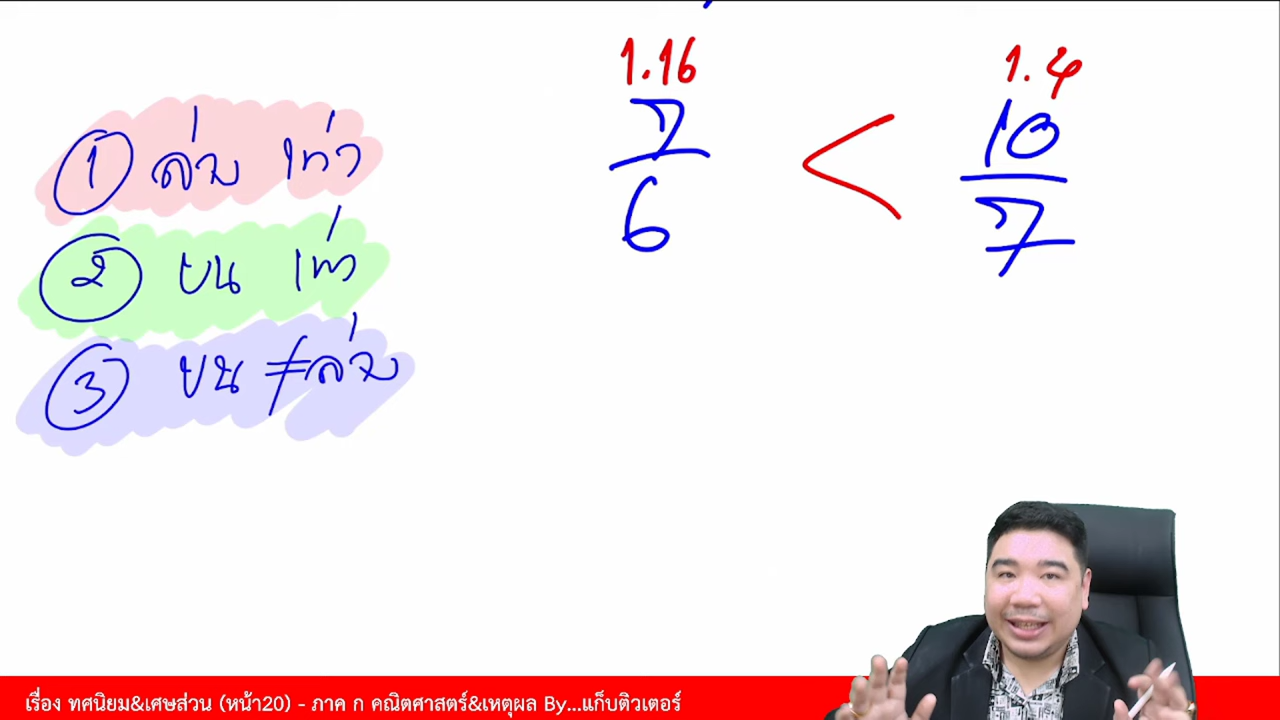 ① ล่าง เท่า
② บน เท่า
③ บน ≠ ล่าง
1.16 1.4
7/6 < 10/7
เรื่อง ทศนิยม&เศษส่วน (หน้า20) - ภาค ก คณิตศาสตร์&เหตุผล By...แก็บติวเตอร์